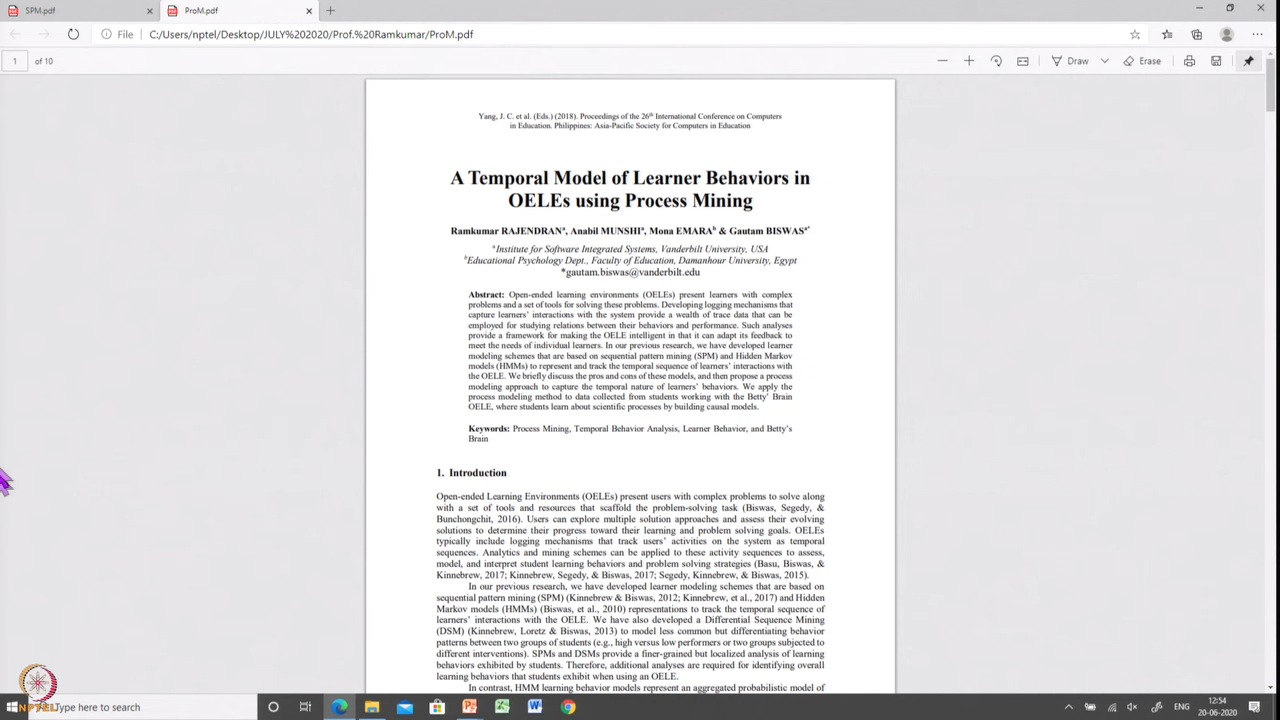 SPM.pdf
ProM.pdf
File C:/Users/nptel/Desktop/JULY%202020/Prof.%20Ramkumar/ProM.pdf
1 of 10
Draw
Erase
Yang, J. C. et al. (Eds.) (2018). Proceedings of the 26th International Conference on Computers
in Education. Philippines: Asia-Pacific Society for Computers in Education
A Temporal Model of Learner Behaviors in
OELEs using Process Mining
Ramkumar RAJENDRANa, Anabil MUNSHIa, Mona EMARAb & Gautam BISWASa*
aInstitute for Software Integrated Systems, Vanderbilt University, USA
bEducational Psychology Dept., Faculty of Education, Damanhour University, Egypt
*gautam.biswas@vanderbilt.edu
Abstract: Open-ended learning environments (OELEs) present learners with complex
problems and a set of tools for solving these problems. Developing logging mechanisms that
capture learners' interactions with the system provide a wealth of trace data that can be
employed for studying relations between their behaviors and performance. Such analyses
provide a framework for making the OELE intelligent in that it can adapt its feedback to
meet the needs of individual learners. In our previous research, we have developed learner
modeling schemes that are based on sequential pattern mining (SPM) and Hidden Markov
models (HMMs) to represent and track the temporal sequence of learners' interactions with
the OELE. We briefly discuss the pros and cons of these models, and then propose a process
modeling approach to capture the temporal nature of learners' behaviors. We apply the
process modeling method to data collected from students working with the Betty' Brain
OELE, where students learn about scientific processes by building causal models.
Keywords: Process Mining, Temporal Behavior Analysis, Learner Behavior, and Betty's
Brain
1. Introduction
Open-ended Learning Environments (OELEs) present users with complex problems to solve along
with a set of tools and resources that scaffold the problem-solving task (Biswas, Segedy, &
Bunchongchit, 2016). Users can explore multiple solution approaches and assess their evolving
solutions to determine their progress toward their learning and problem solving goals. OELEs
typically include logging mechanisms that track users' activities on the system as temporal
sequences. Analytics and mining schemes can be applied to these activity sequences to assess,
model, and interpret student learning behaviors and problem solving strategies (Basu, Biswas, &
Kinnebrew, 2017; Kinnebrew, Segedy, & Biswas, 2017; Segedy, Kinnebrew, & Biswas, 2015).
In our previous research, we have developed learner modeling schemes that are based on
sequential pattern mining (SPM) (Kinnebrew & Biswas, 2012; Kinnebrew, et al., 2017) and Hidden
Markov models (HMMs) (Biswas, et al., 2010) representations to track the temporal sequence of
learners' interactions with the OELE. We have also developed a Differential Sequence Mining
(DSM) (Kinnebrew, Loretz & Biswas, 2013) to model less common but differentiating behavior
patterns between two groups of students (e.g., high versus low performers or two groups subjected to
different interventions). SPMs and DSMs provide a finer-grained but localized analysis of learning
behaviors exhibited by students. Therefore, additional analyses are required for identifying overall
learning behaviors that students exhibit when using an OELE.
In contrast, HMM learning behavior models represent an aggregated probabilistic model of
NPTEL
Type here to search
ENG
12:54
20-06-2020